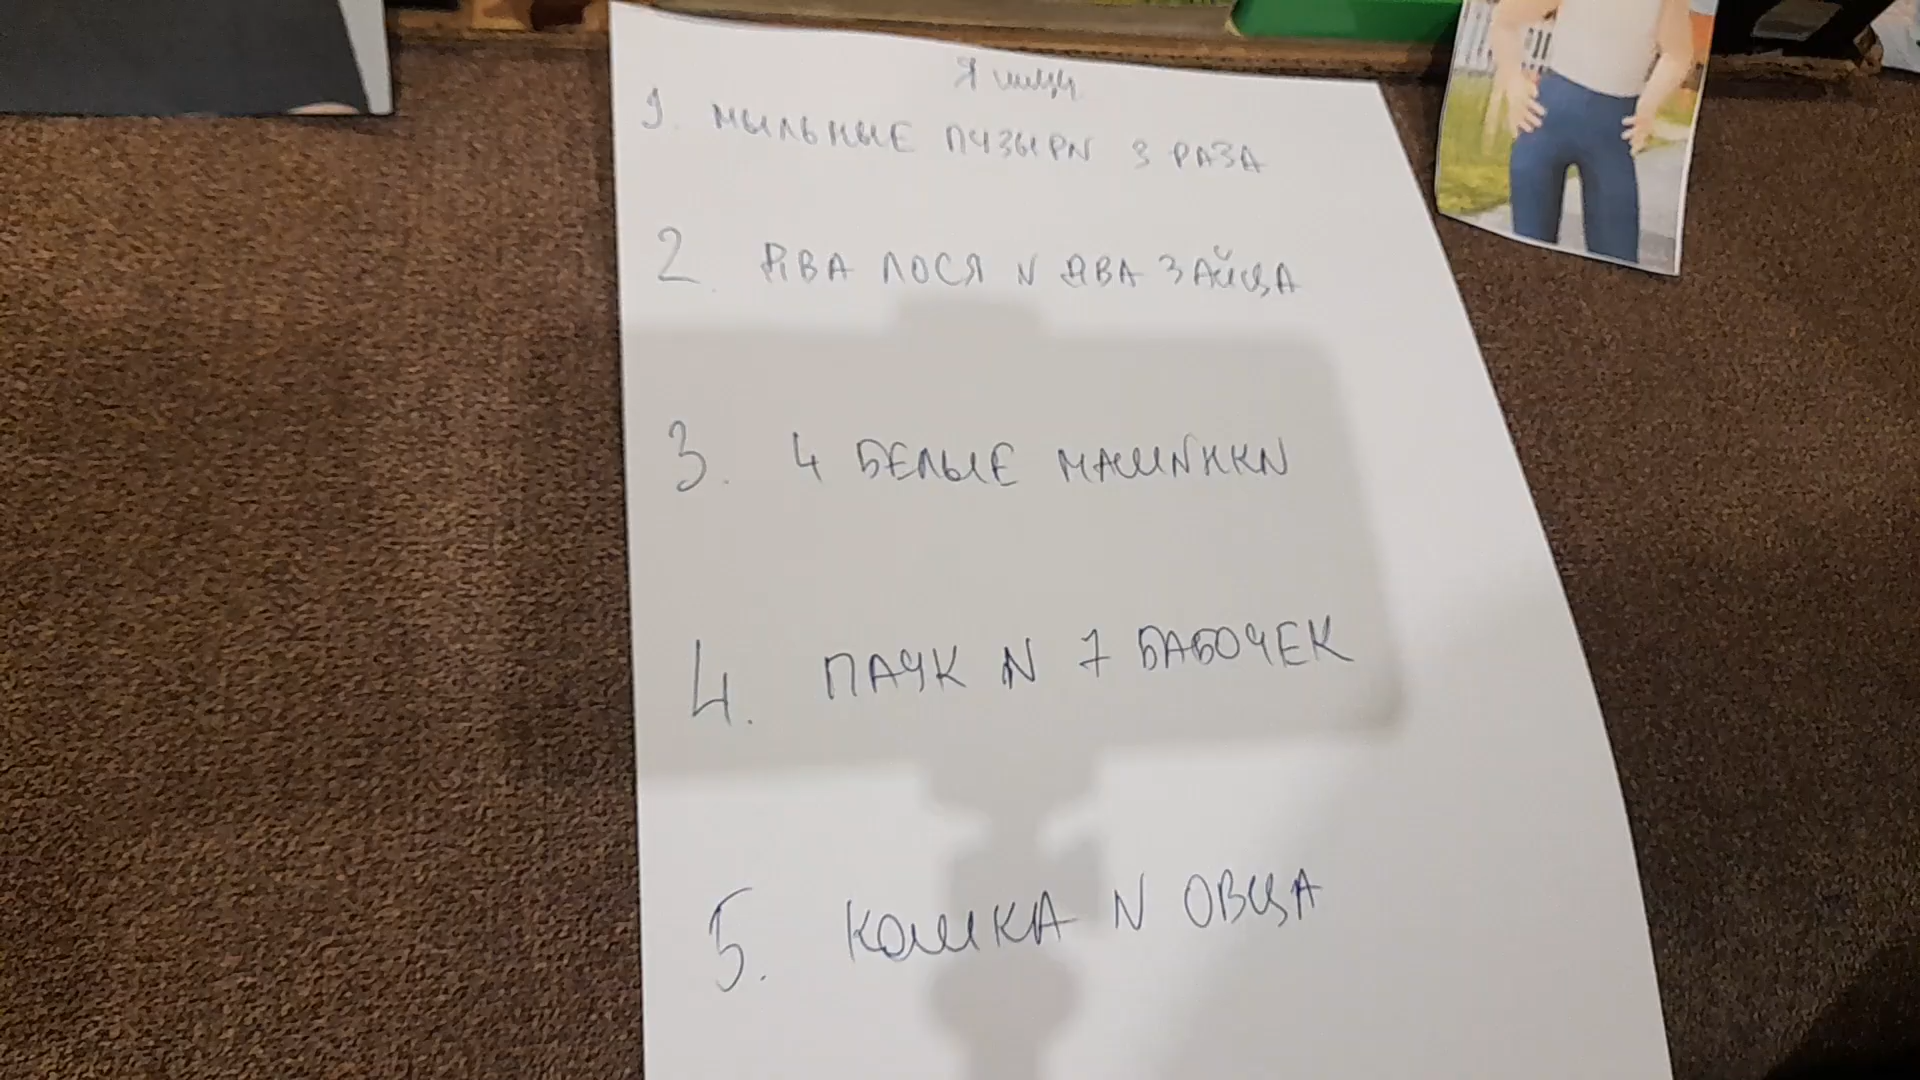 Я ищу
1. МЫЛЬНЫЕ ПУЗЫРИ 3 РАЗА
2. ДВА ЛОСЯ И ДВА ЗАЙЦА
3. 4 БЕЛЫЕ МАШИНКИ
4. ПАУК И 7 БАБОЧЕК
5. КОШКА И ОВЦА